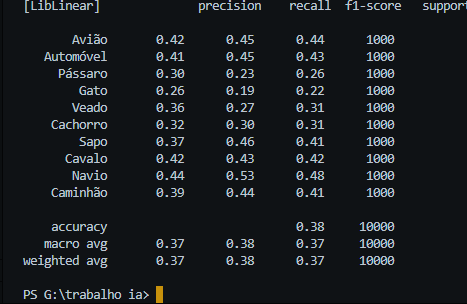 [LibLinear] precision recall f1-score suppor
Avião 0.42 0.45 0.44 1000
Automóvel 0.41 0.45 0.43 1000
Pássaro 0.30 0.23 0.26 1000
Gato 0.26 0.19 0.22 1000
Veado 0.36 0.27 0.31 1000
Cachorro 0.32 0.30 0.31 1000
Sapo 0.37 0.46 0.41 1000
Cavalo 0.42 0.43 0.42 1000
Navio 0.44 0.53 0.48 1000
Caminhão 0.39 0.44 0.41 1000
accuracy 0.38 10000
macro avg 0.37 0.38 0.37 10000
weighted avg 0.37 0.38 0.37 10000
PS G:\trabalho ia>